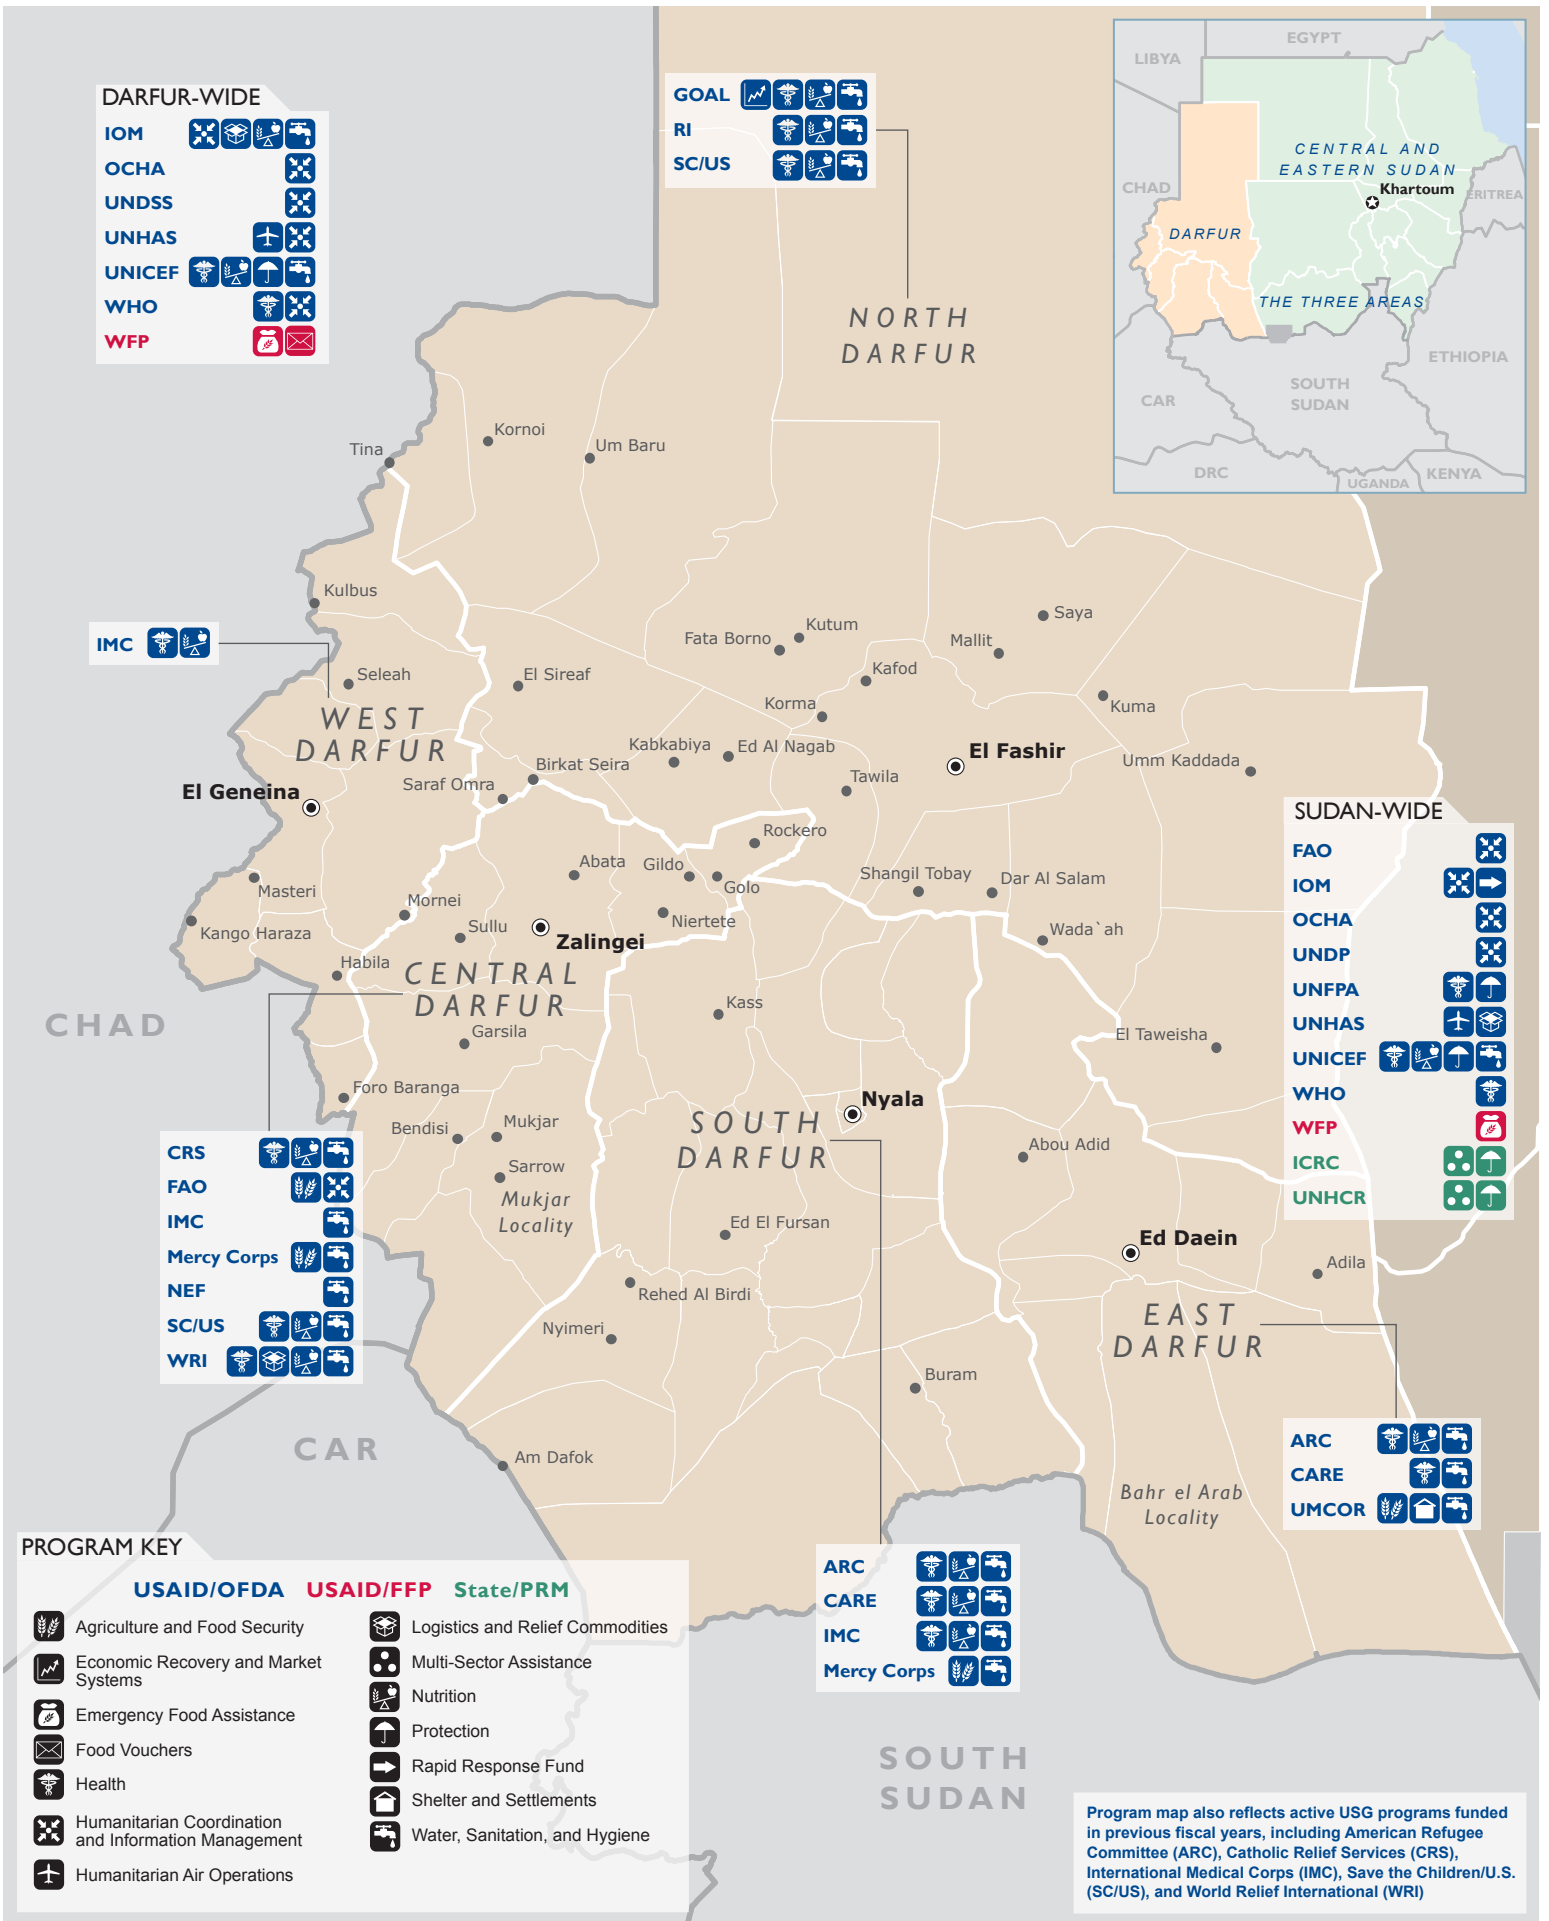 DARFUR-WIDE
IOM
OCHA
UNDSS
UNHAS
UNICEF
WHO
WFP
GOAL
RI
SC/US
EGYPT
LIBYA
CENTRAL AND
EASTERN SUDAN
Khartoum
CHAD
ERITREA
DARFUR
THE THREE AREAS
ETHIOPIA
SOUTH
SUDAN
CAR
DRC
UGANDA
KENYA
NORTH
DARFUR
Kornoi
Um Baru
Tina
Kulbus
Saya
Kutum
Fata Borno
Mallit
IMC
Kafod
Seleah
El Sireaf
Korma
Kuma
WEST
DARFUR
Kabkabiya
Ed Al Nagab
El Fashir
Umm Kaddada
Birkat Seira
Saraf Omra
Tawila
El Geneina
Rockero
Abata
Gildo
Golo
Shangil Tobay
Dar Al Salam
Masteri
Mornei
Niertete
Sullu
Zalingei
Wada`ah
Kango Haraza
Habila
CENTRAL
DARFUR
Kass
CHAD
Garsila
El Taweisha
Foro Baranga
Nyala
Bendisi
Mukjar
SOUTH
DARFUR
Abou Adid
Sarrow
Mukjar
Locality
Ed El Fursan
Ed Daein
Adila
Rehed Al Birdi
EAST
DARFUR
Nyimeri
Buram
CAR
Am Dafok
Bahr el Arab
Locality
SUDAN-WIDE
FAO
IOM
OCHA
UNDP
UNFPA
UNHAS
UNICEF
WHO
WFP
ICRC
UNHCR
CRS
FAO
IMC
Mercy Corps
NEF
SC/US
WRI
ARC
CARE
UMCOR
ARC
CARE
IMC
Mercy Corps
SOUTH
SUDAN
PROGRAM KEY
USAID/OFDA USAID/FFP State/PRM
Agriculture and Food Security
Economic Recovery and Market
Systems
Emergency Food Assistance
Food Vouchers
Health
Humanitarian Coordination
and Information Management
Humanitarian Air Operations
Logistics and Relief Commodities
Multi-Sector Assistance
Nutrition
Protection
Rapid Response Fund
Shelter and Settlements
Water, Sanitation, and Hygiene
Program map also reflects active USG programs funded
in previous fiscal years, including American Refugee
Committee (ARC), Catholic Relief Services (CRS),
International Medical Corps (IMC), Save the Children/U.S.
(SC/US), and World Relief International (WRI)